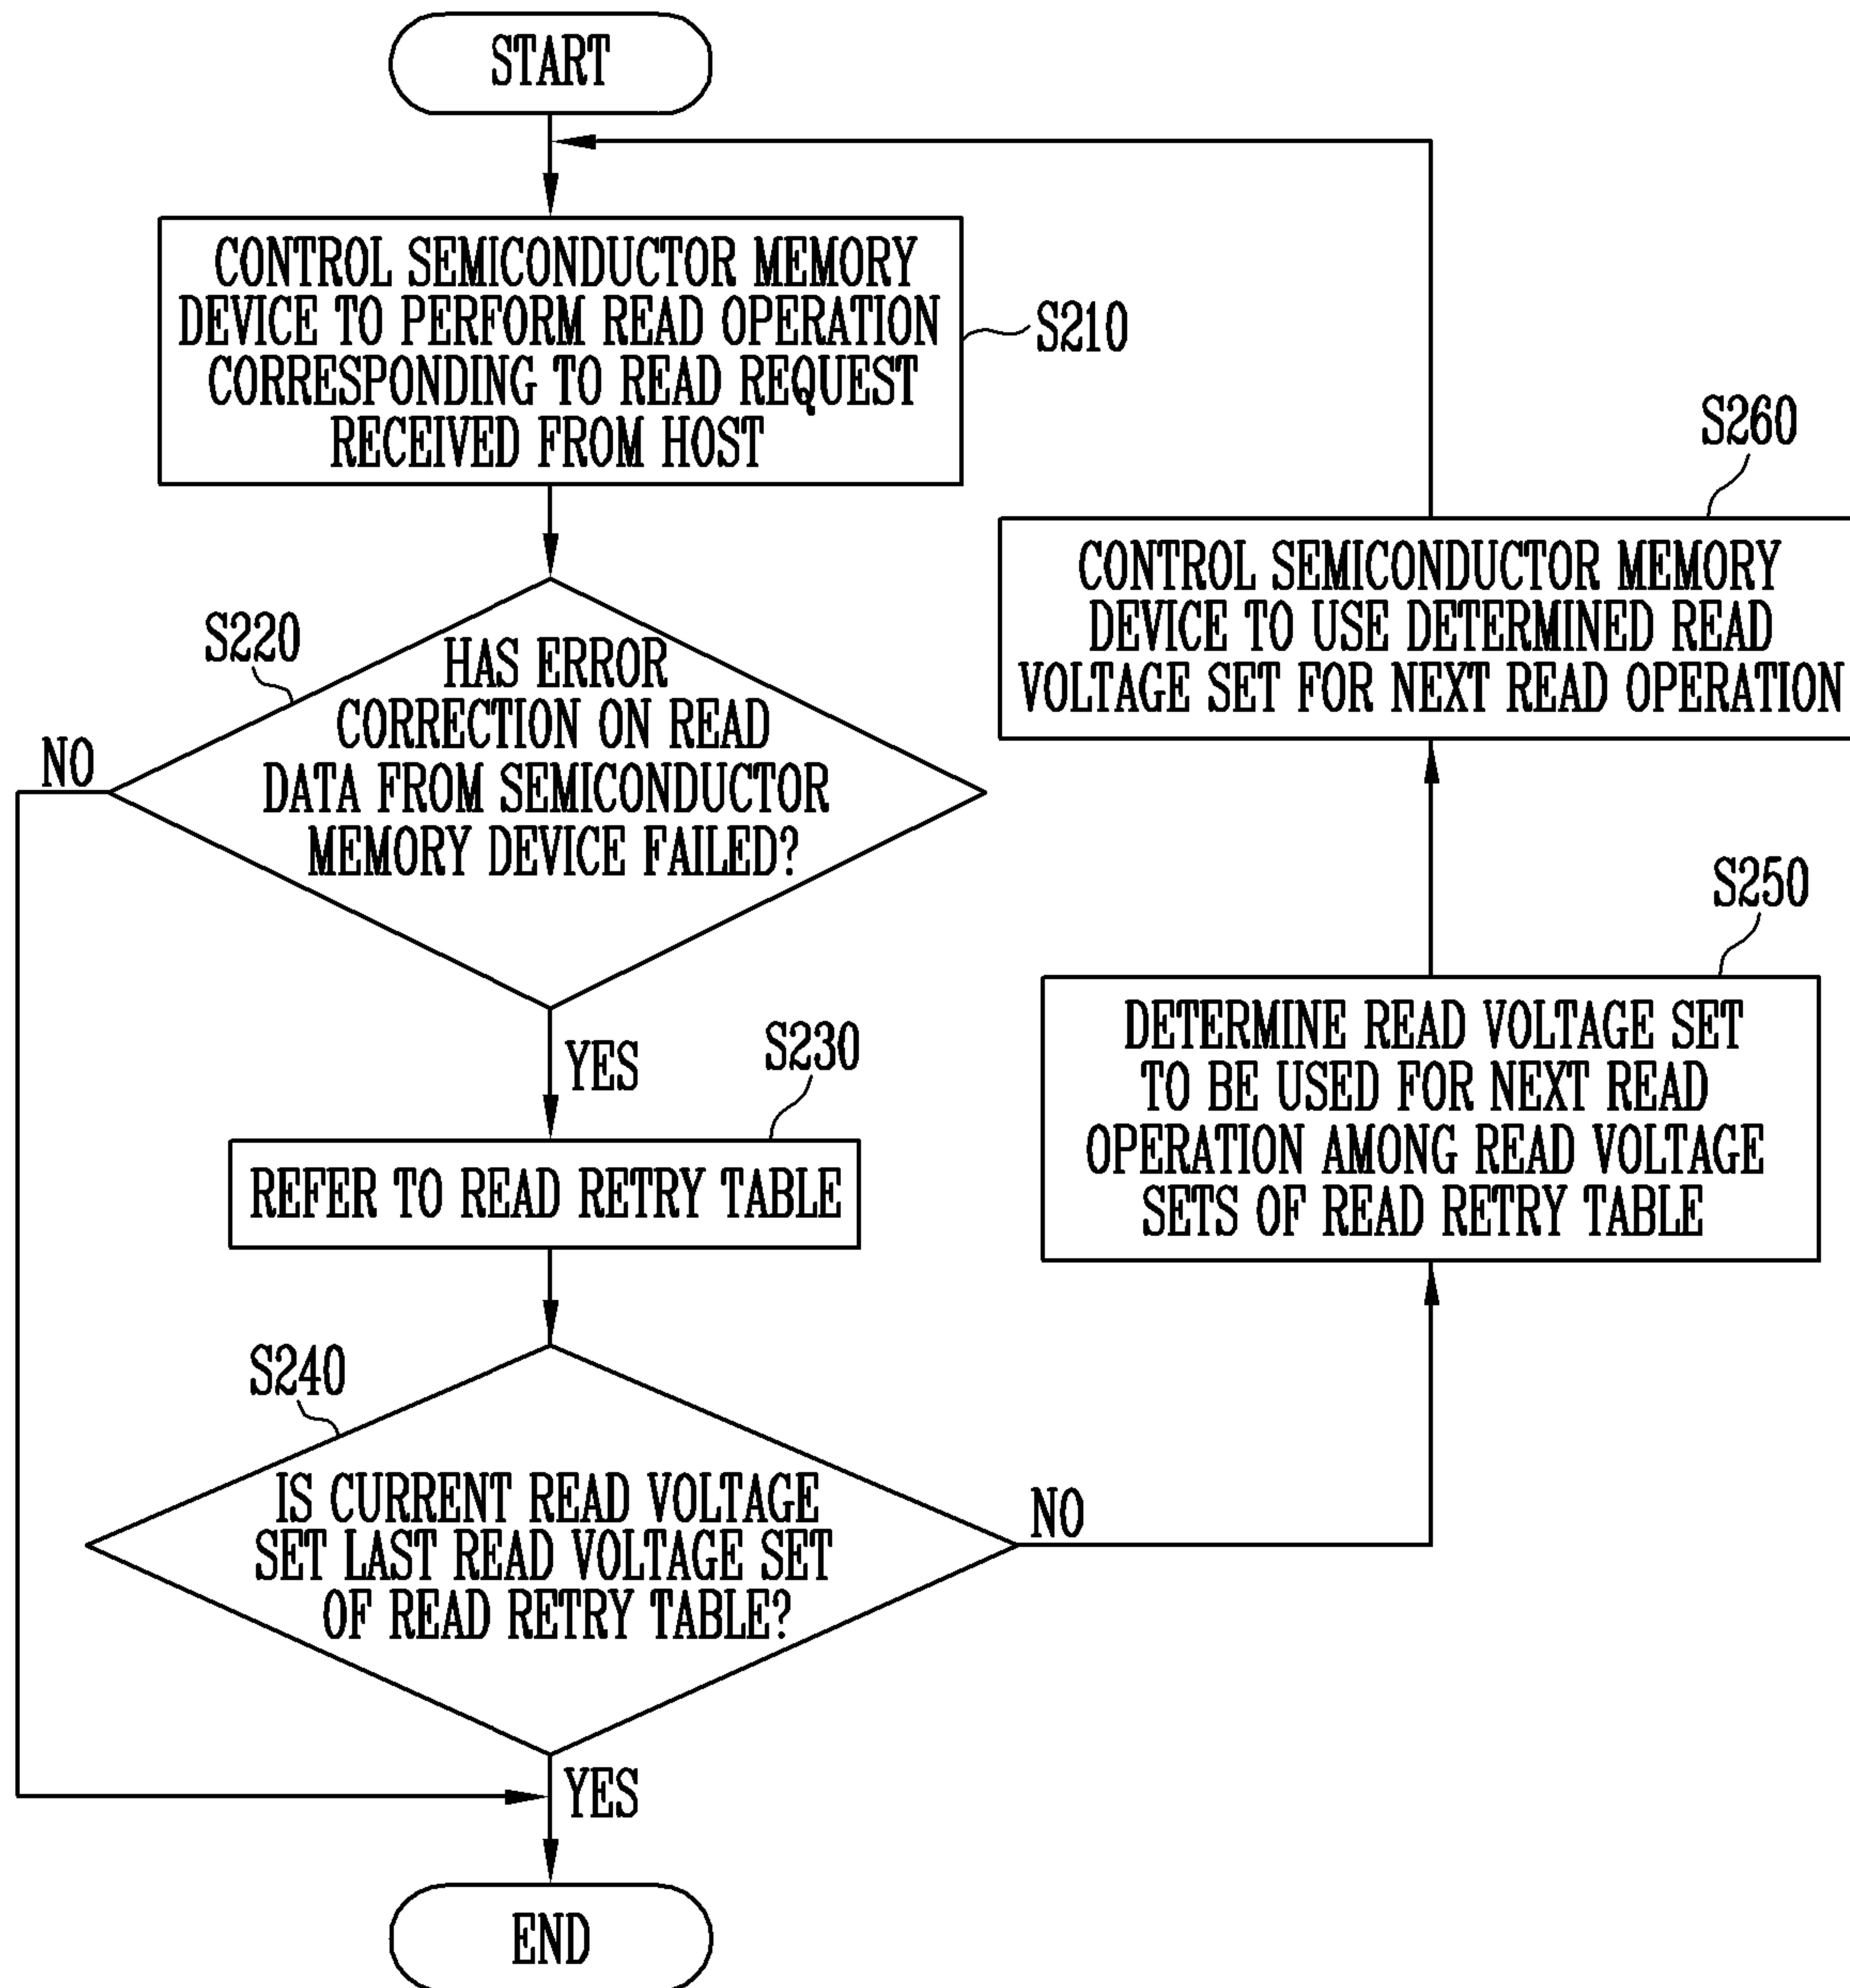 START
CONTROL SEMICONDUCTOR MEMORY
DEVICE TO PERFORM READ OPERATION
CORRESPONDING TO READ REQUEST
RECEIVED FROM HOST
S210
S220
HAS ERROR
CORRECTION ON READ
DATA FROM SEMICONDUCTOR
MEMORY DEVICE FAILED?
NO
YES
S230
REFER TO READ RETRY TABLE
S240
IS CURRENT READ VOLTAGE
SET LAST READ VOLTAGE SET
OF READ RETRY TABLE?
NO
YES
S250
DETERMINE READ VOLTAGE SET
TO BE USED FOR NEXT READ
OPERATION AMONG READ VOLTAGE
SETS OF READ RETRY TABLE
S260
CONTROL SEMICONDUCTOR MEMORY
DEVICE TO USE DETERMINED READ
VOLTAGE SET FOR NEXT READ OPERATION
END